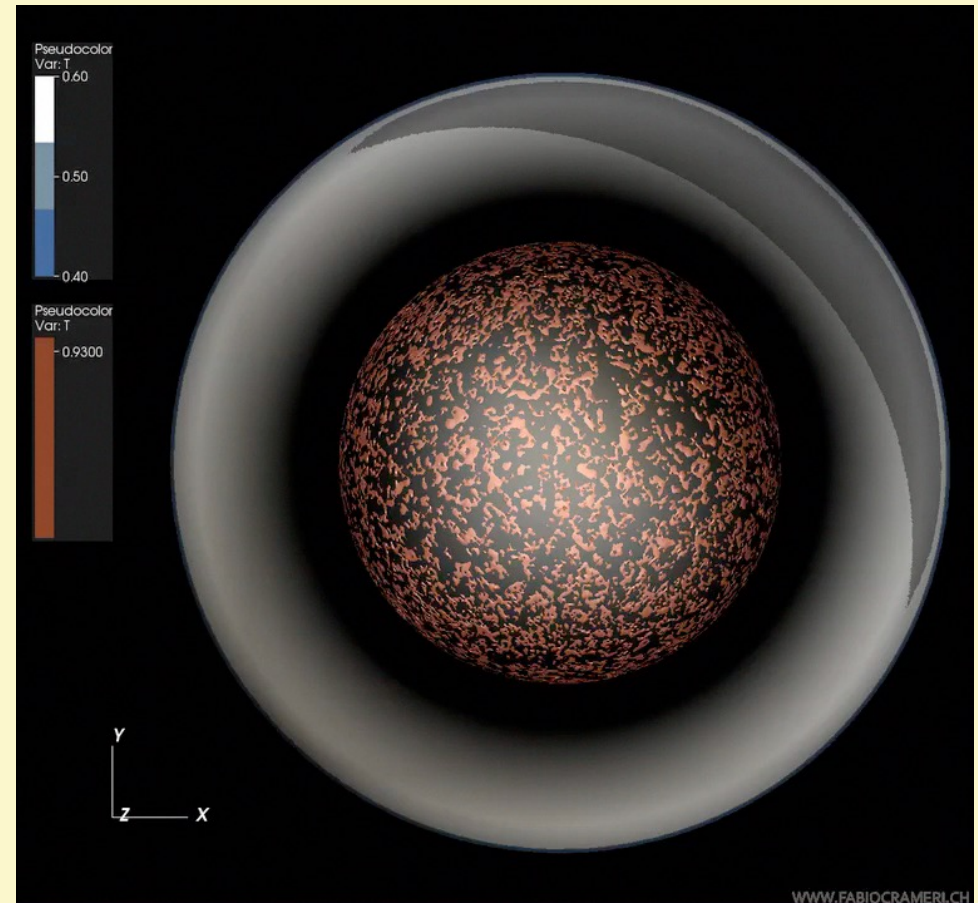 Pseudocolor
Var: T
0.60
0.50
0.40
Pseudocolor
Var: T
0.9300
Y
Z X
WWW.FABIOCRAMERI.CH